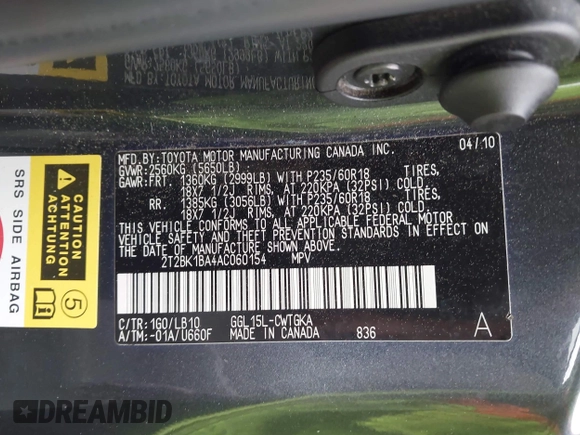 MFD.BY:TOYOTA MOTOR MANUFACTURING CANADA INC. 04/10
GVWR:2560KG (5650LB)
GAWR:FRT. 1360KG (2999LB) WITH P235/60R18 TIRES,
18X7 1/2J RIMS, AT 220KPA (32PSI) COLD
RR. 1385KG (3056LB) WITH P235/60R18 TIRES,
18X7 1/2J RIMS, AT 220KPA (32PSI) COLD
THIS VEHICLE CONFORMS TO ALL APPLICABLE FEDERAL MOTOR
VEHICLE SAFETY AND THEFT PREVENTION STANDARDS IN EFFECT ON
THE DATE OF MANUFACTURE SHOWN ABOVE.
2T2BK1BA4AC060154 MPV
C/TR:1G0/LB10 GGL15L-CWTGKA A
A/TM:-01A/U660F MADE IN CANADA 836
SRS SIDE AIRBAG
5
DREAMBID